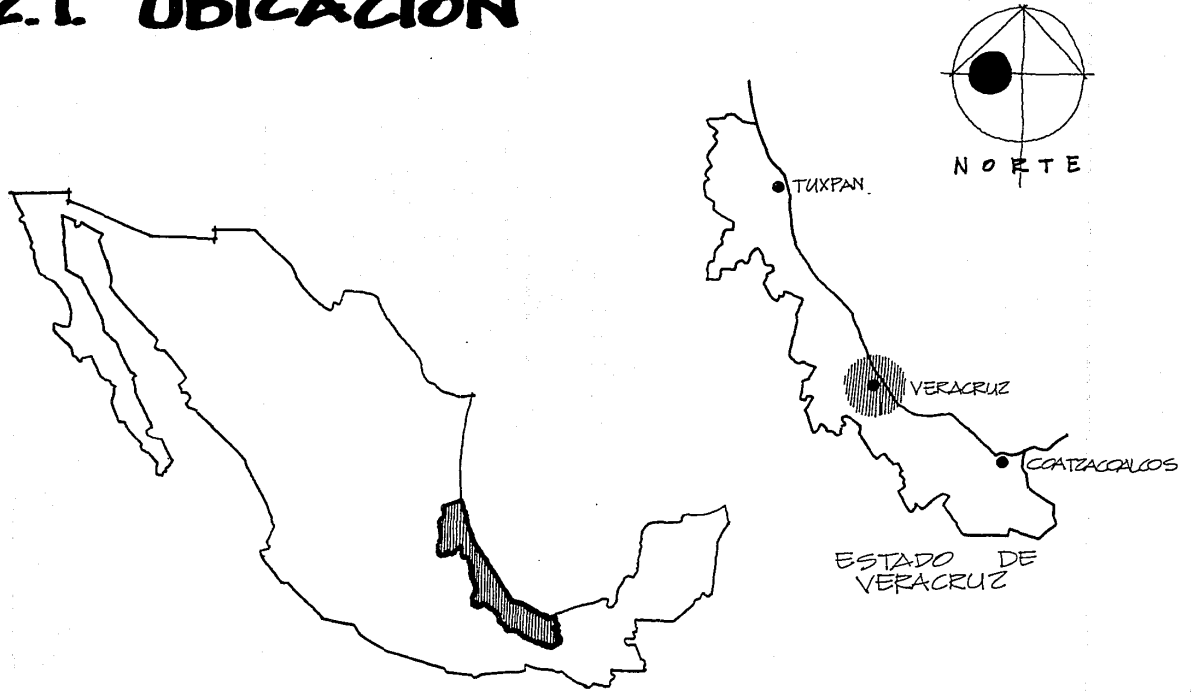 2.1. UBICACION
NORTE
TUXPAN.
VERACRUZ
COATZACOALCOS
ESTADO DE
VERACRUZ